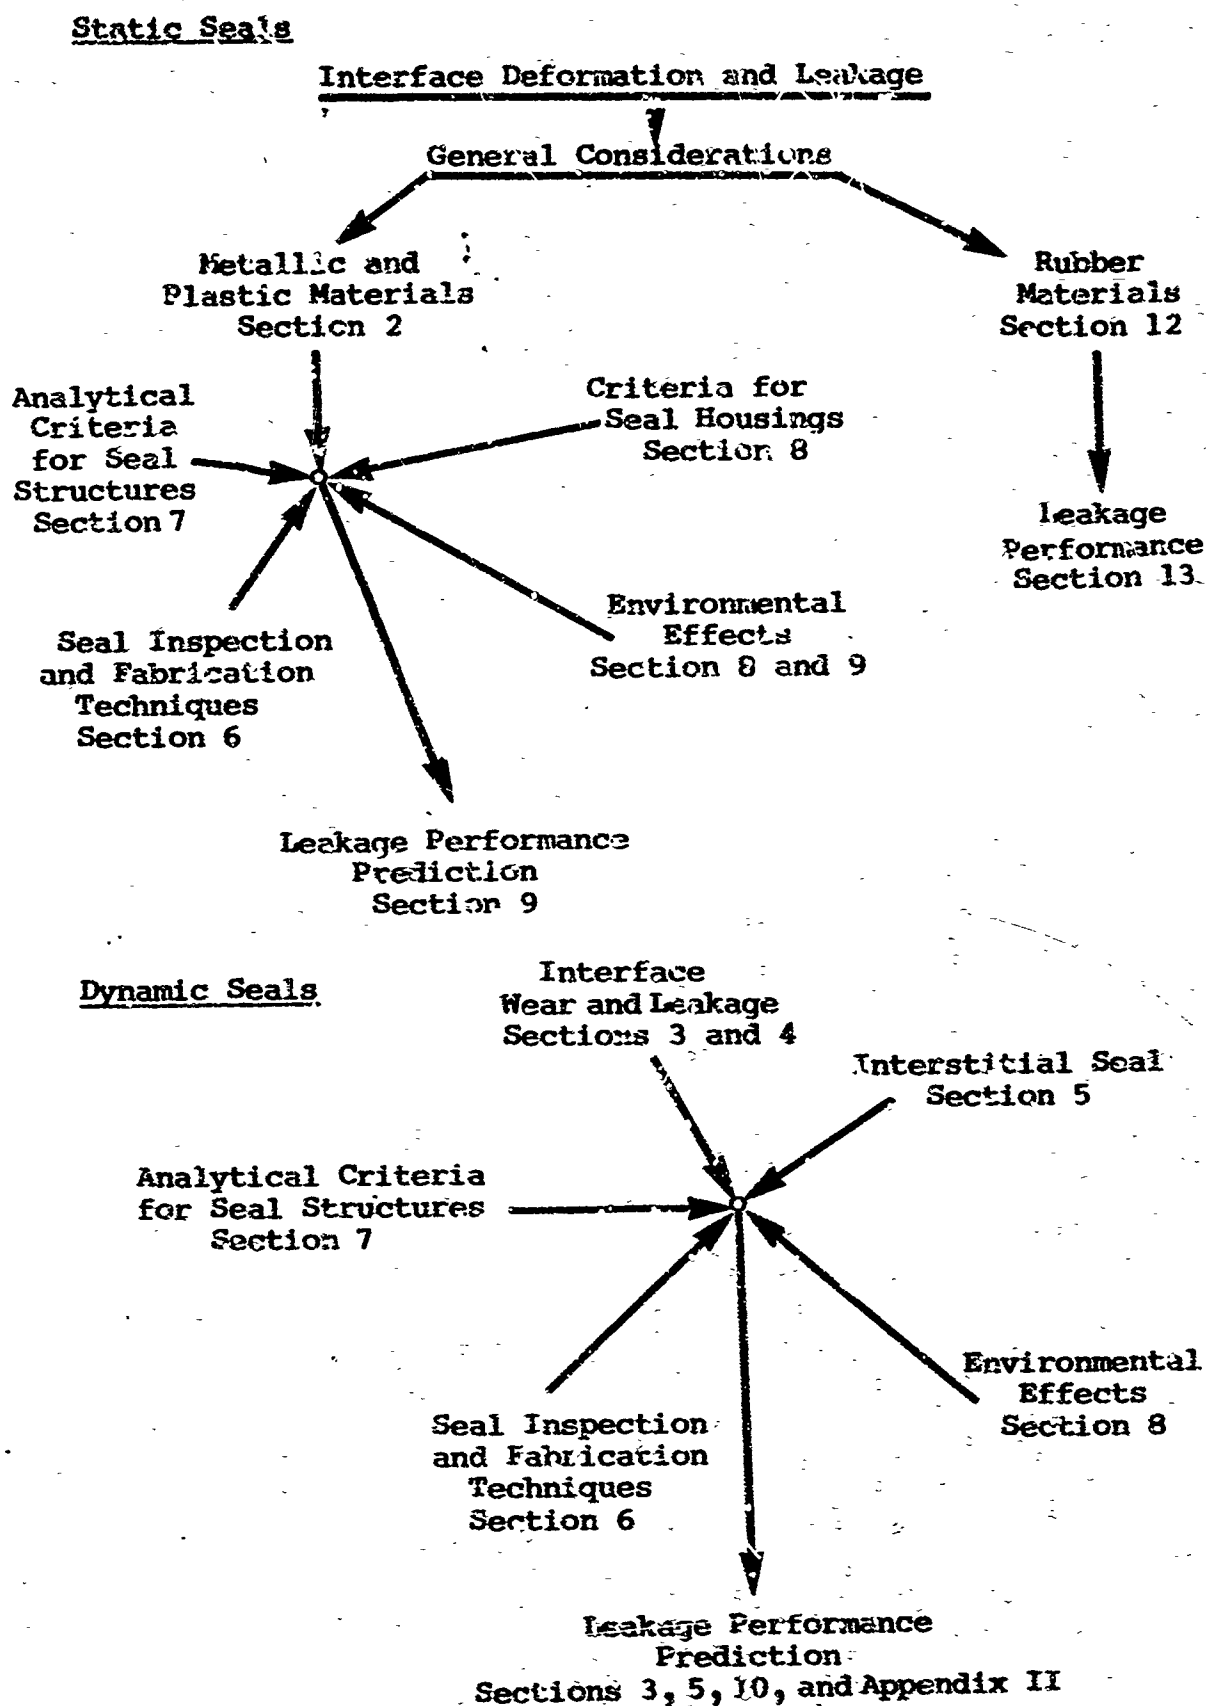 Static Seals
Interface Deformation and Leakage
General Considerations
Metallic and
Plastic Materials
Section 2
Rubber
Materials
Section 12
Analytical
Criteria
for Seal
Structures
Section 7
Criteria for
Seal Housings
Section 8
Leakage
Performance
Section 13
Seal Inspection
and Fabrication
Techniques
Section 6
Environmental
Effects
Section 8 and 9
Leakage Performance
Prediction
Section 9
Dynamic Seals
Interface
Wear and Leakage
Sections 3 and 4
Interstitial Seal
Section 5
Analytical Criteria
for Seal Structures
Section 7
Seal Inspection
and Fabrication
Techniques
Section 6
Environmental
Effects
Section 8
Leakage Performance
Prediction
Sections 3, 5, 10, and Appendix II